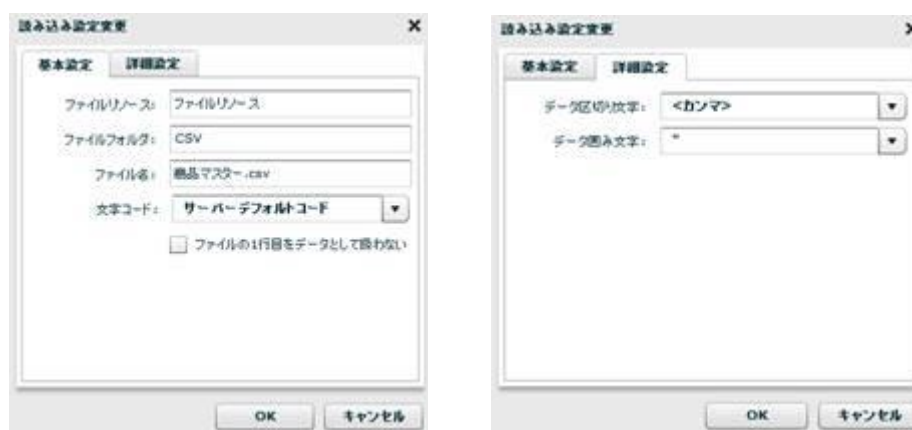 読み込み設定変更
基本設定 詳細設定
ファイルリソース: ファイルリソース
ファイルフォルダ: CSV
ファイル名: 商品マスター.csv
文字コード: サーバーデフォルトコード
ファイルの1行目をデータとして扱わない
OK キャンセル
読み込み設定変更
基本設定 詳細設定
データ区切り文字: <カンマ>
データ囲み文字: "
OK キャンセル